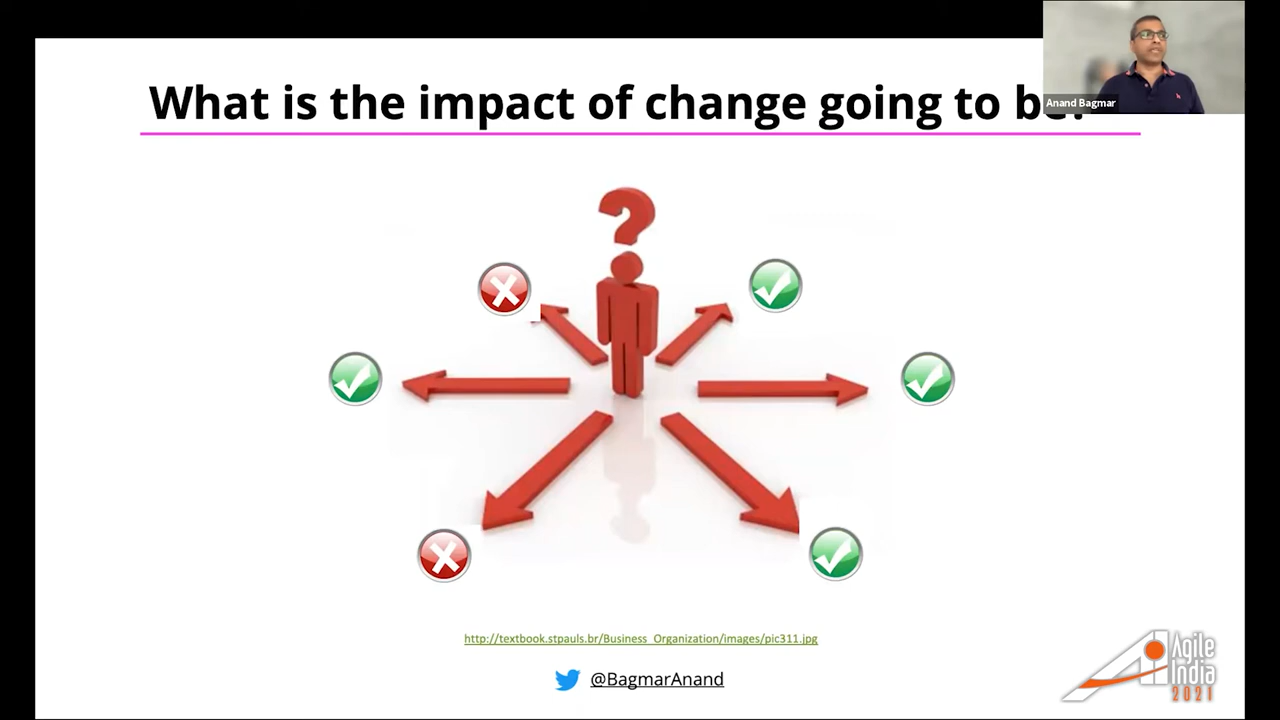 What is the impact of change going to be?
Anand Bagmar
?
http://textbook.stpauls.br/Business_Organization/images/pic311.jpg
@BagmarAnand
Agile
India
2021